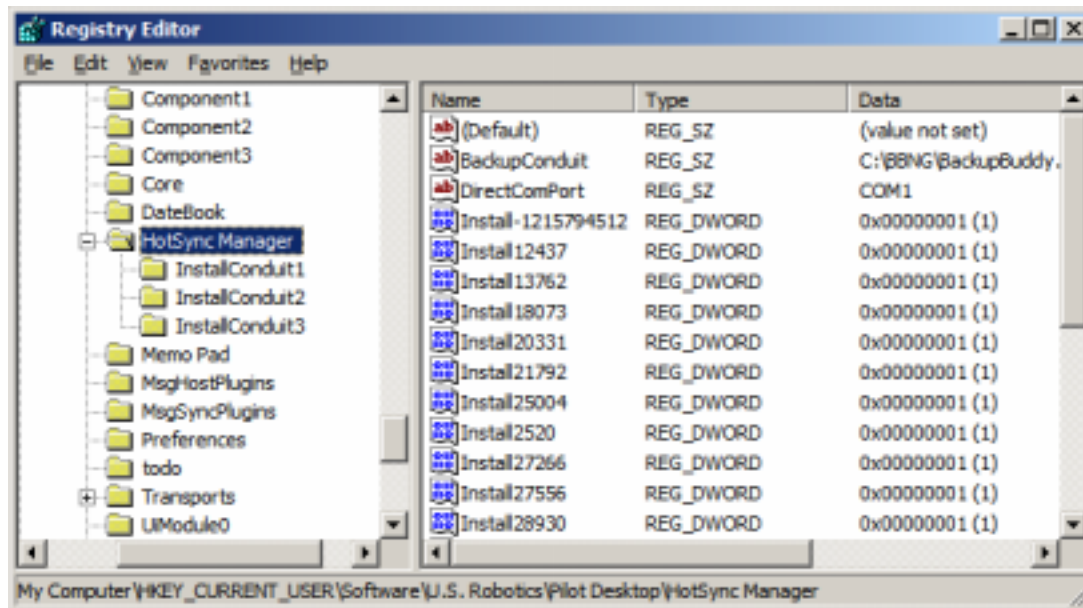 Registry Editor
File Edit View Favorites Help
Component1
Component2
Component3
Core
DateBook
HotSync Manager
InstallConduit1
InstallConduit2
InstallConduit3
Memo Pad
MsgHostPlugins
MsgSyncPlugins
Preferences
todo
Transports
UIModule0
Name Type Data
(Default) REG_SZ (value not set)
BackupConduit REG_SZ C:\BBNG\BackupBuddy.
DirectComPort REG_SZ COM1
Install-1215794512 REG_DWORD 0x00000001 (1)
Install12437 REG_DWORD 0x00000001 (1)
Install13762 REG_DWORD 0x00000001 (1)
Install18073 REG_DWORD 0x00000001 (1)
Install20331 REG_DWORD 0x00000001 (1)
Install21792 REG_DWORD 0x00000001 (1)
Install25004 REG_DWORD 0x00000001 (1)
Install2520 REG_DWORD 0x00000001 (1)
Install27266 REG_DWORD 0x00000001 (1)
Install27556 REG_DWORD 0x00000001 (1)
Install28930 REG_DWORD 0x00000001 (1)
My Computer\HKEY_CURRENT_USER\Software\U.S. Robotics\Pilot Desktop\HotSync Manager